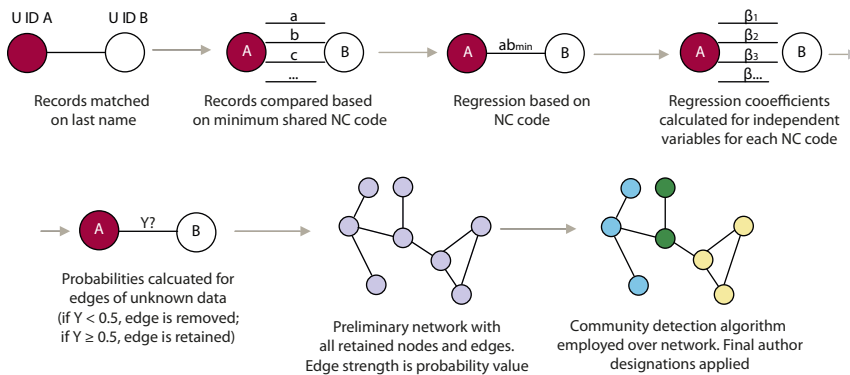 U ID A
U ID B
Records matched
on last name
A
a
b
c
...
B
Records compared based
on minimum shared NC code
A
abmin
B
Regression based on
NC code
A
β1
β2
β3
β...
B
Regression cooefficients
calculated for independent
variables for each NC code
A
Y?
B
Probabilities calcuated for
edges of unknown data
(if Y < 0.5, edge is removed;
if Y ≥ 0.5, edge is retained)
Preliminary network with
all retained nodes and edges.
Edge strength is probability value
Community detection algorithm
employed over network. Final author
designations applied